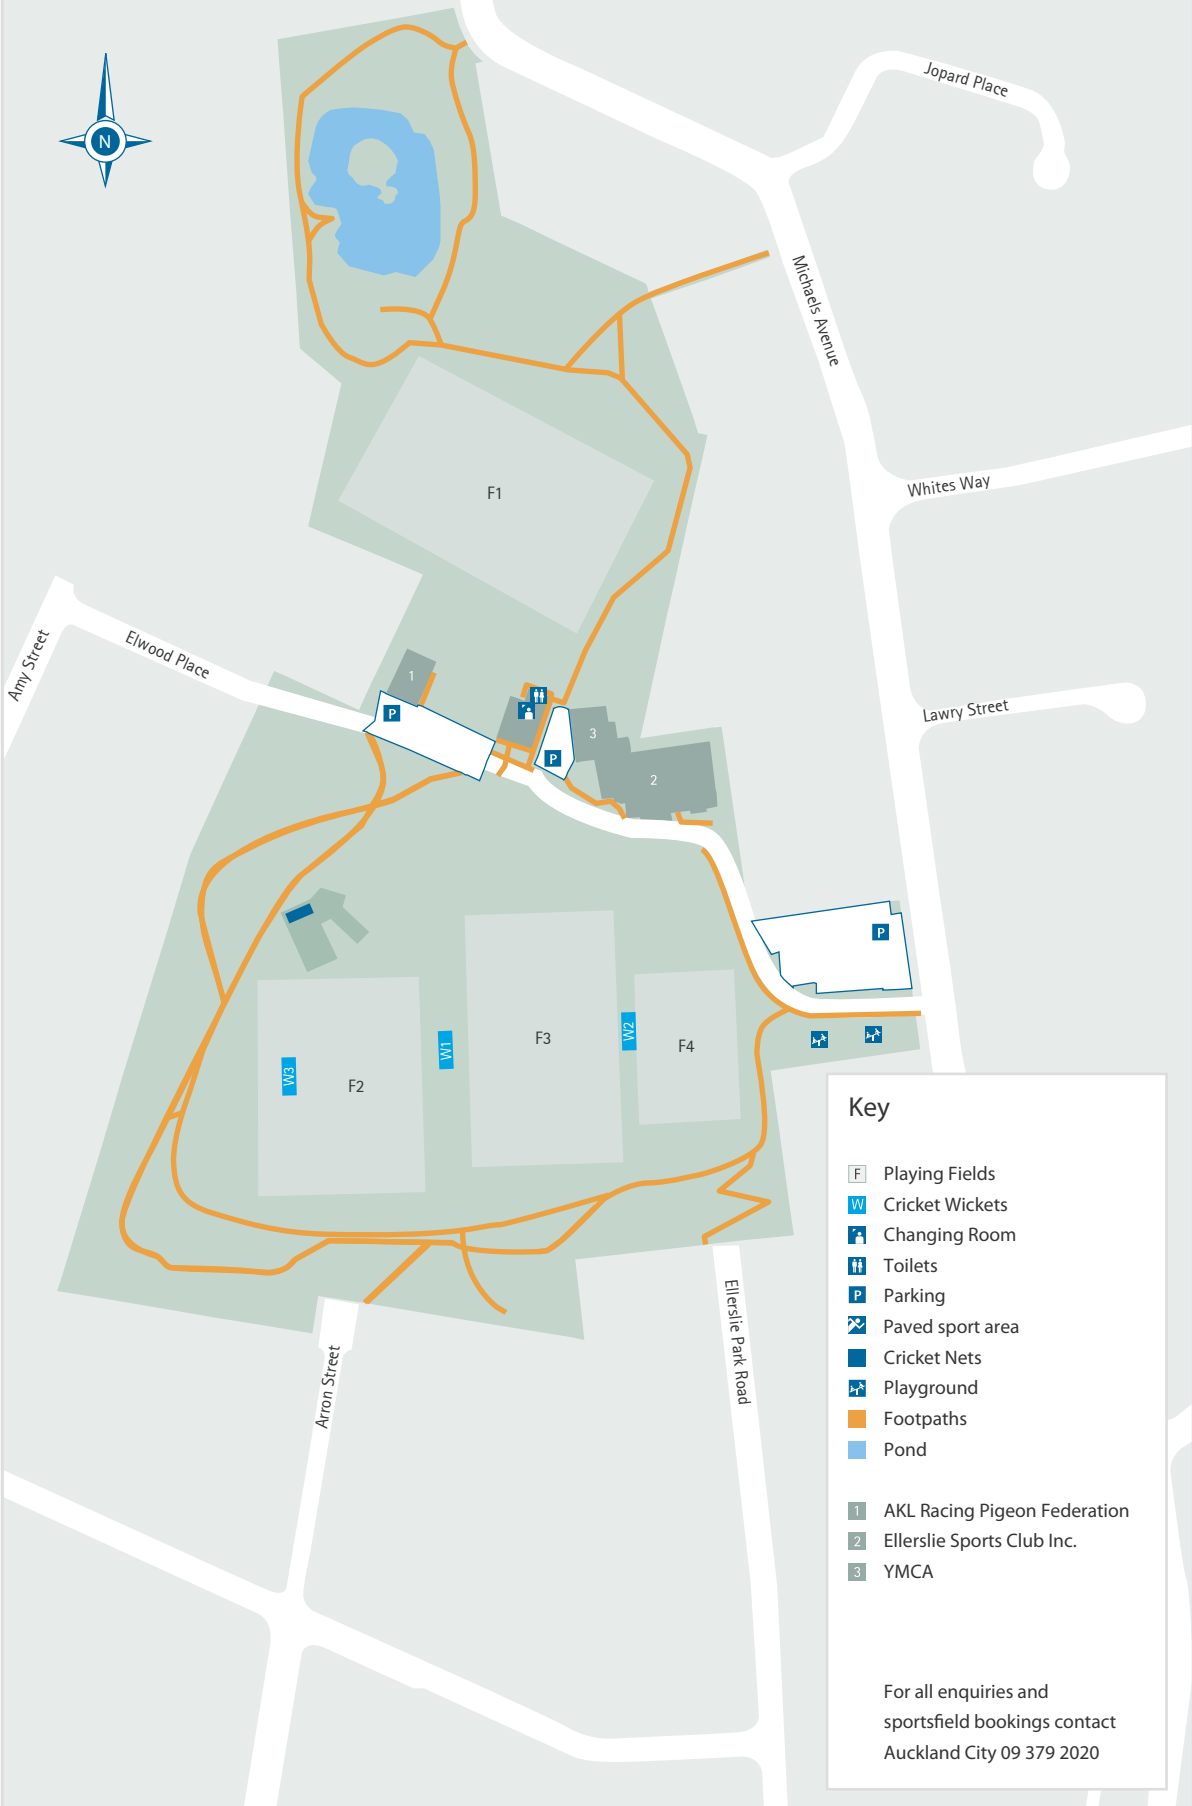 N
Jopard Place
Michaels Avenue
Whites Way
F1
Amy Street
Elwood Place
1
P
Lawry Street
3
P
2
P
W3
F2
W1
F3
W2
F4
Ellerslie Park Road
Arron Street
Key
F Playing Fields
W Cricket Wickets
Changing Room
Toilets
P Parking
Paved sport area
Cricket Nets
Playground
Footpaths
Pond
1 AKL Racing Pigeon Federation
2 Ellerslie Sports Club Inc.
3 YMCA
For all enquiries and
sportsfield bookings contact
Auckland City 09 379 2020